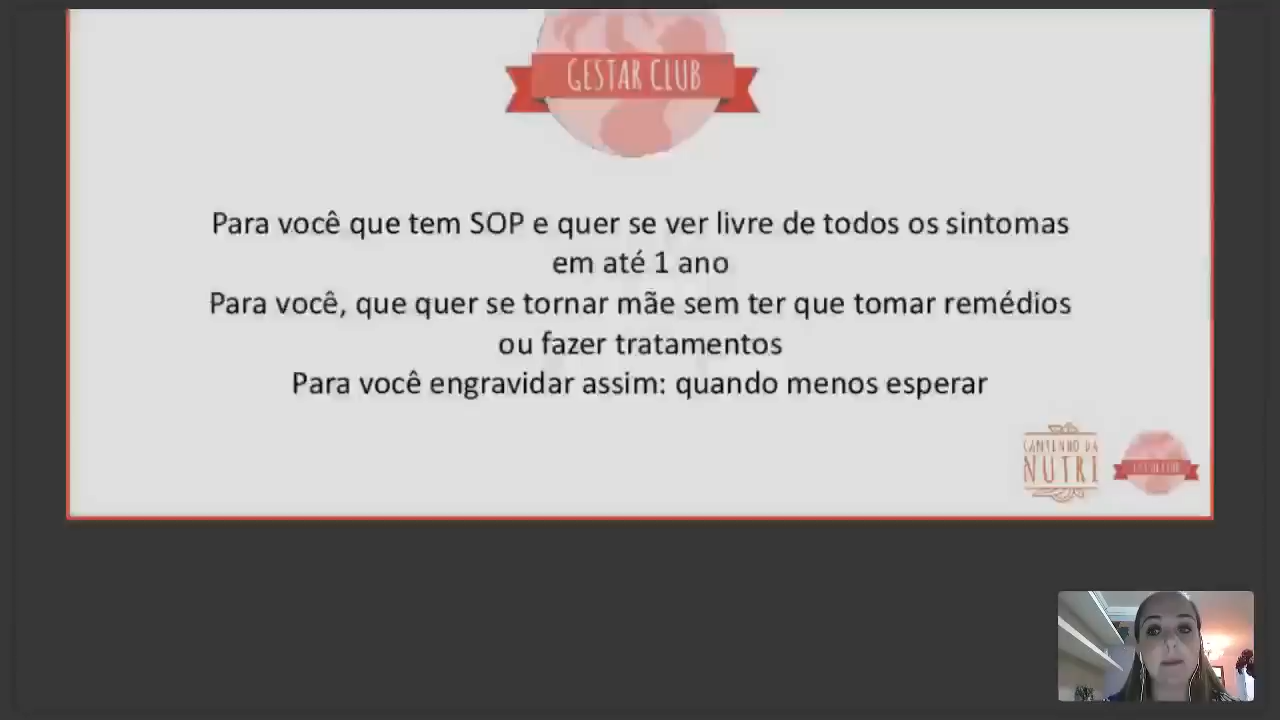 GESTAR CLUB
Para você que tem SOP e quer se ver livre de todos os sintomas
em até 1 ano
Para você, que quer se tornar mãe sem ter que tomar remédios
ou fazer tratamentos
Para você engravidar assim: quando menos esperar
NUTRI